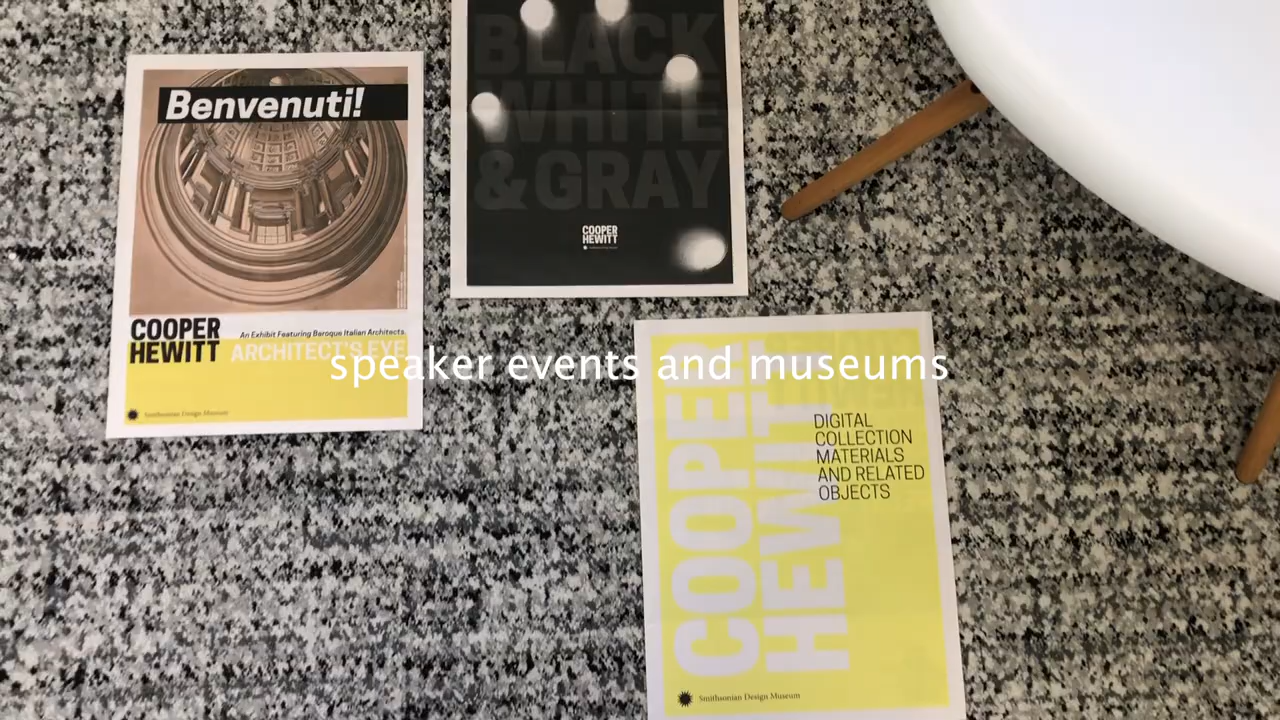 Benvenuti!
COOPER
HEWITT
An Exhibit Featuring Baroque Italian Architects.
ARCHITECT'S EYE
Smithsonian Design Museum
BLACK
WHITE
& GRAY
COOPER
HEWITT
speaker events and museums
COOPER
HEWITT
DIGITAL
COLLECTION
MATERIALS
AND RELATED
OBJECTS
Smithsonian Design Museum